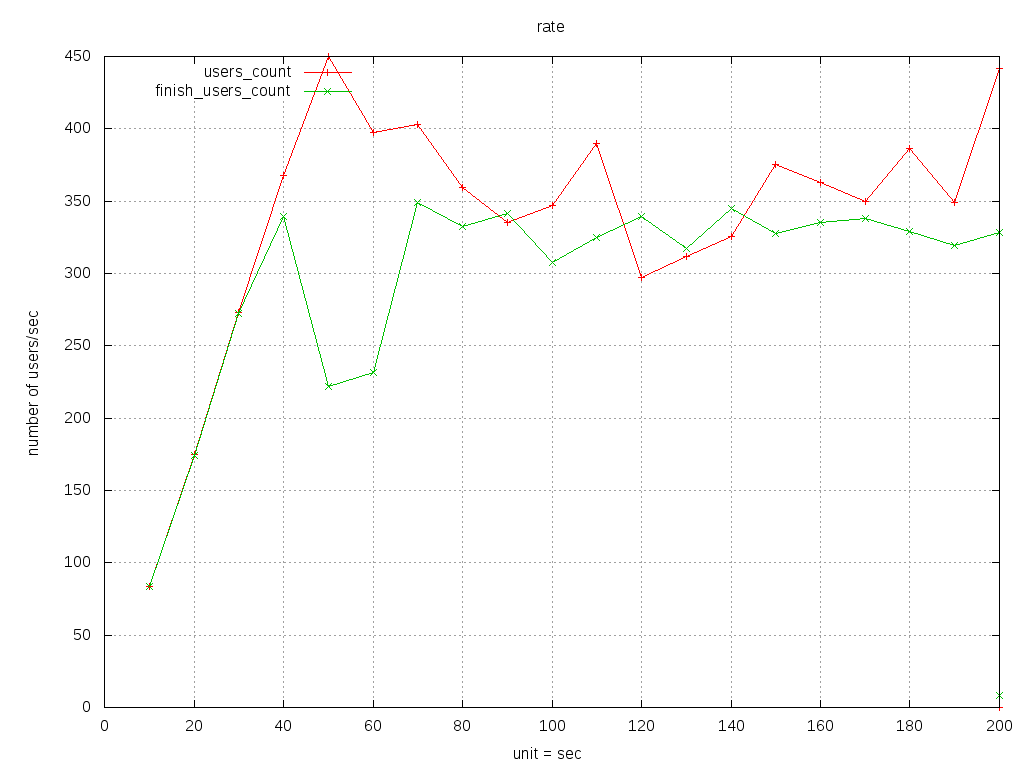 rate
450
400
350
300
250
200
150
100
50
0
number of users/sec
users_count
finish_users_count
0 20 40 60 80 100 120 140 160 180 200
unit = sec